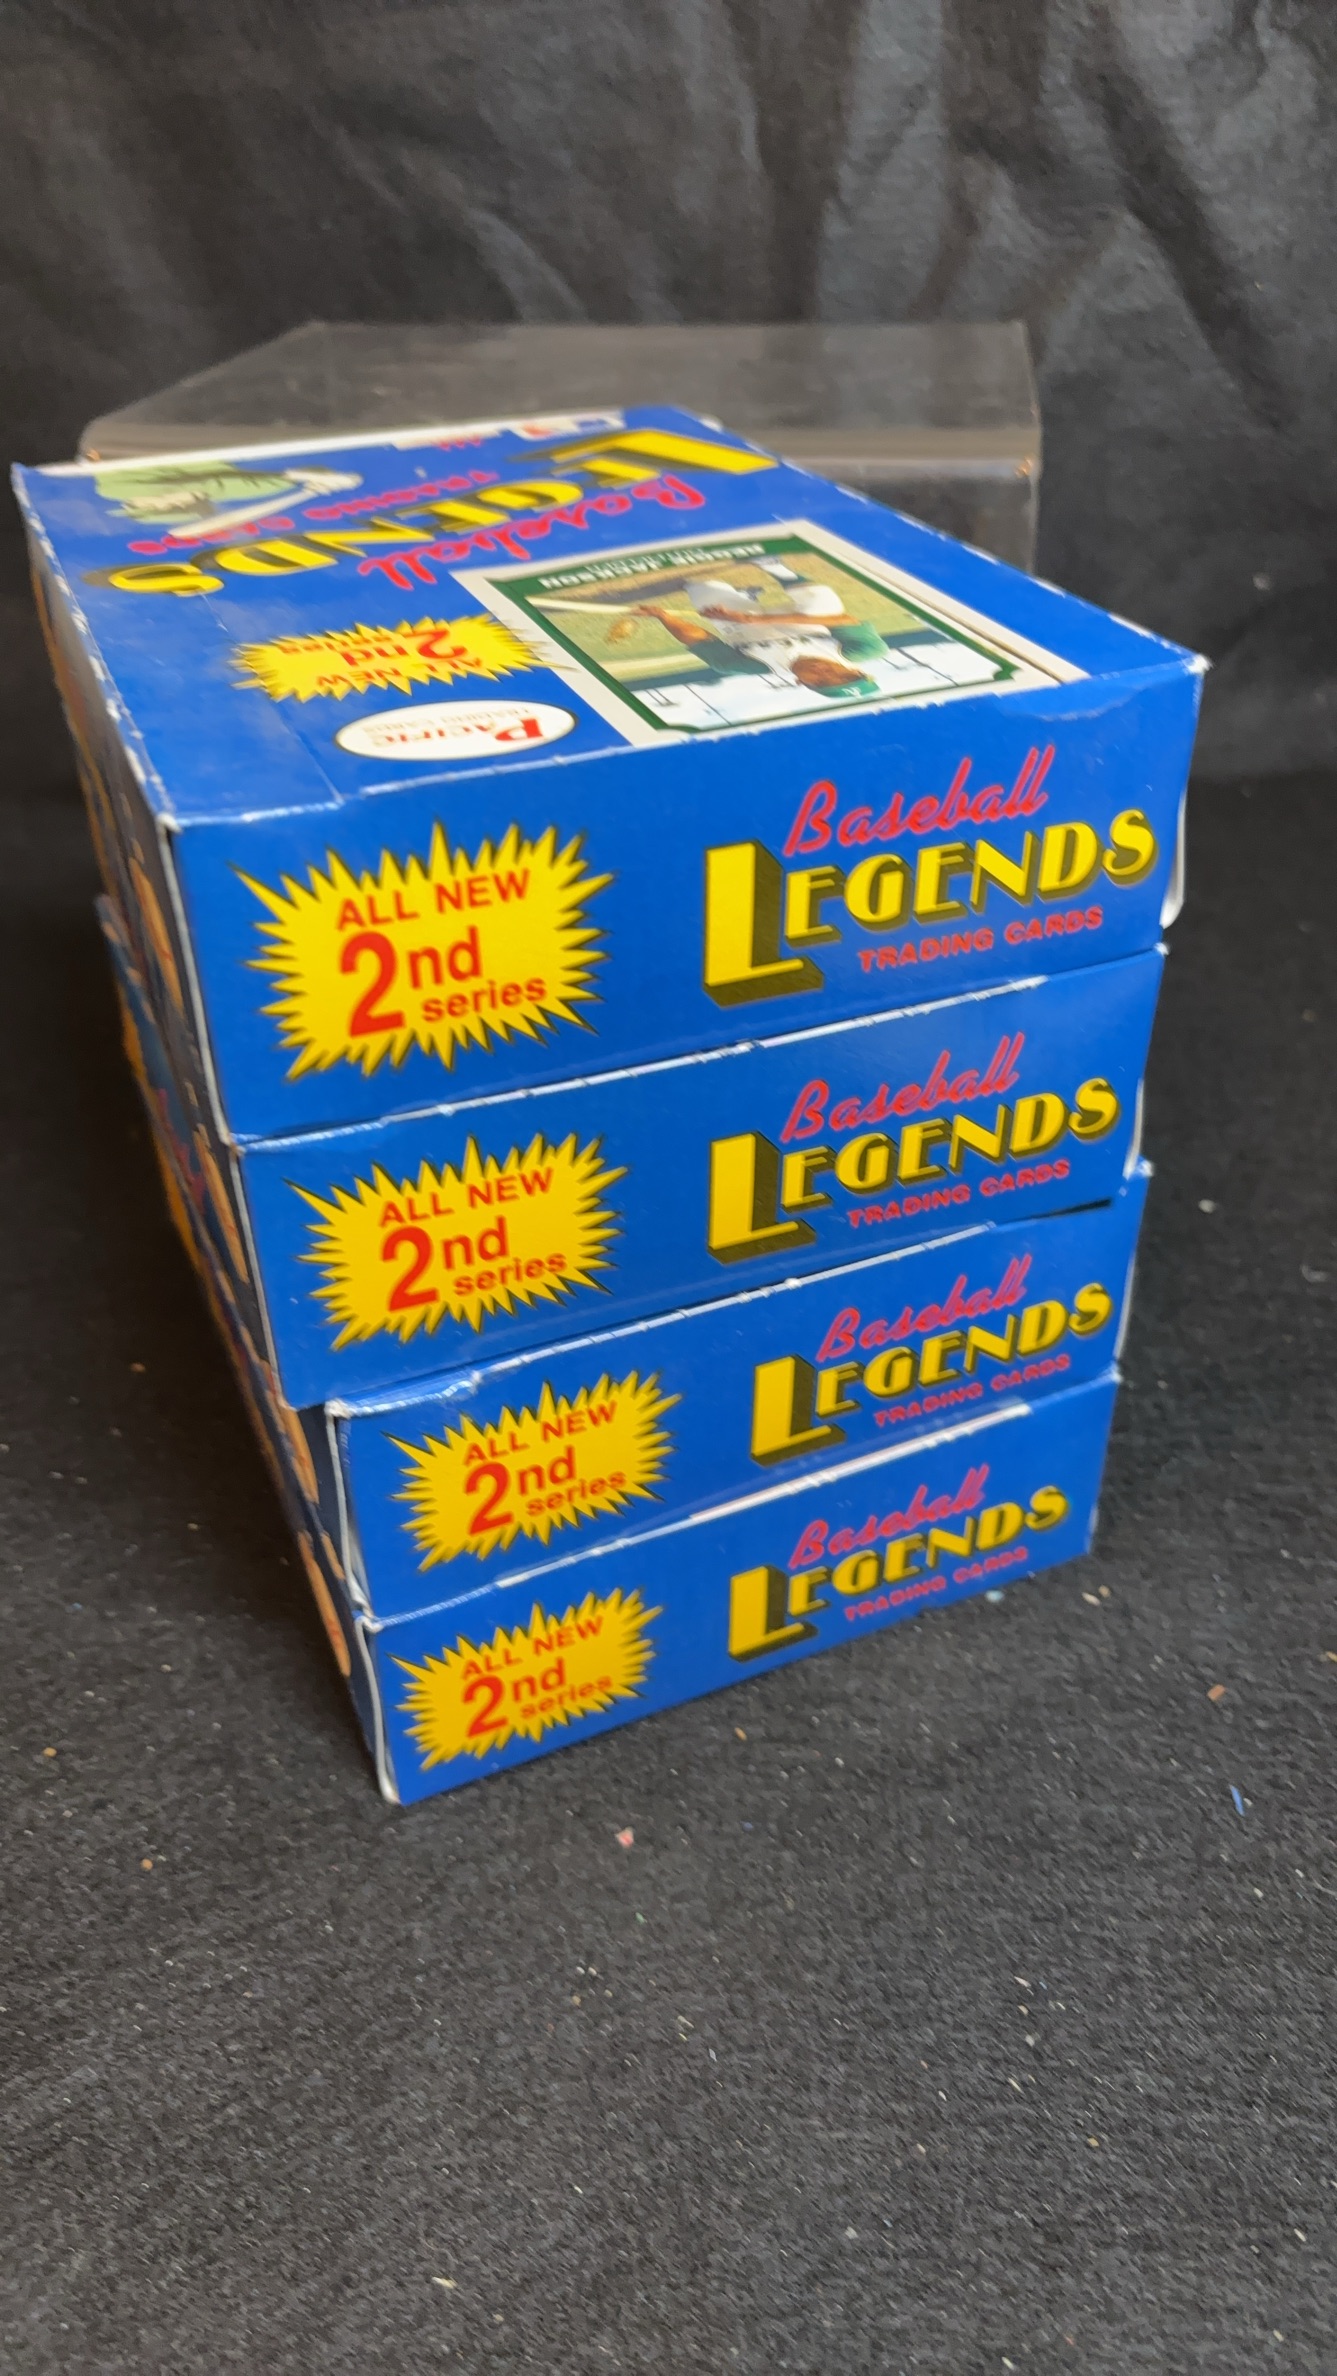 LEGENDS
Baseball
TRADING CARDS
REGGIE JACKSON
OUTFIELDER
ALL NEW
2nd
series
PACIFIC
TRADING CARDS
ALL NEW
2nd
series
Baseball
LEGENDS
TRADING CARDS
ALL NEW
2nd
series
Baseball
LEGENDS
TRADING CARDS
ALL NEW
2nd
series
Baseball
LEGENDS
TRADING CARDS
ALL NEW
2nd
series
Baseball
LEGENDS
TRADING CARDS